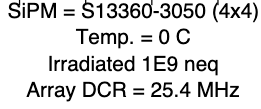 SiPM = S13360-3050 (4x4)
Temp. = 0 C
Irradiated 1E9 neq
Array DCR = 25.4 MHz